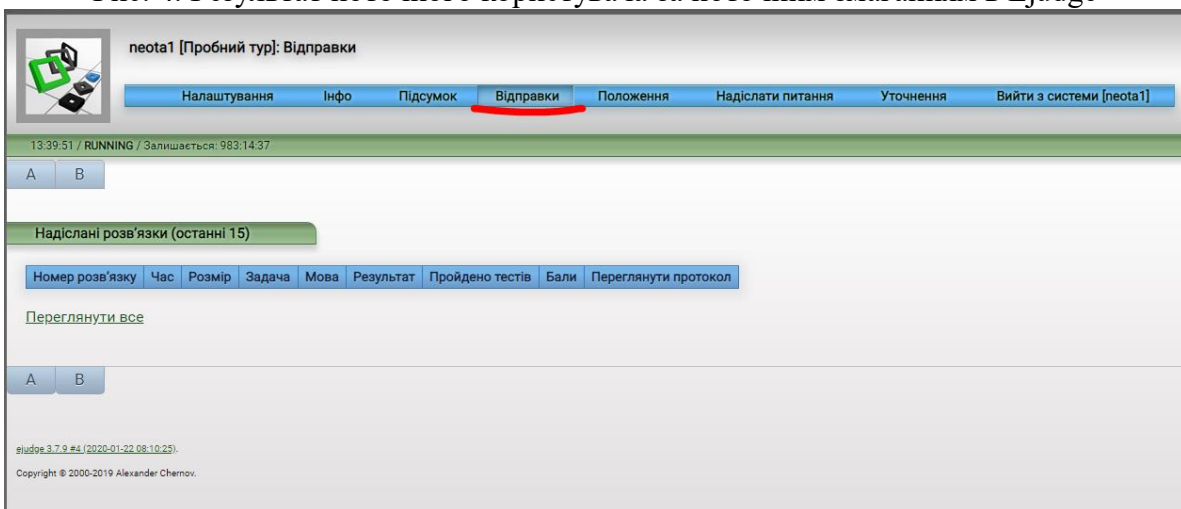 neota1 [Пробний тур]: Відправки
Налаштування Інфо Підсумок Відправки Положення Надіслати питання Уточнення Вийти з системи [neota1]
13:39:51 / RUNNING / Залишається: 983:14:37
A B
Надіслані розв'язки (останні 15)
Номер розв'язку Час Розмір Задача Мова Результат Пройдено тестів Бали Переглянути протокол
Переглянути все
A B
ejudge 3.7.9 #4 (2020-01-22 08:10:25).
Copyright © 2000-2019 Alexander Chernov.